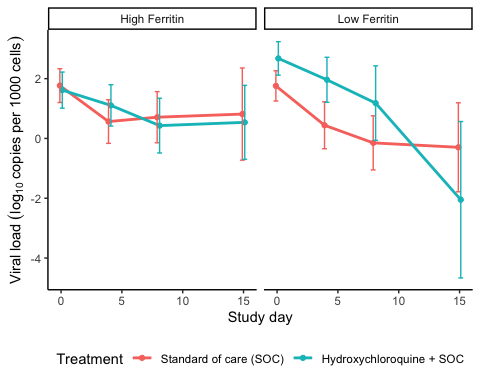 High Ferritin
Low Ferritin
Viral load (log₁₀ copies per 1000 cells)
2
0
-2
-4
0
5
10
15
0
5
10
15
Study day
Treatment
Standard of care (SOC)
Hydroxychloroquine + SOC